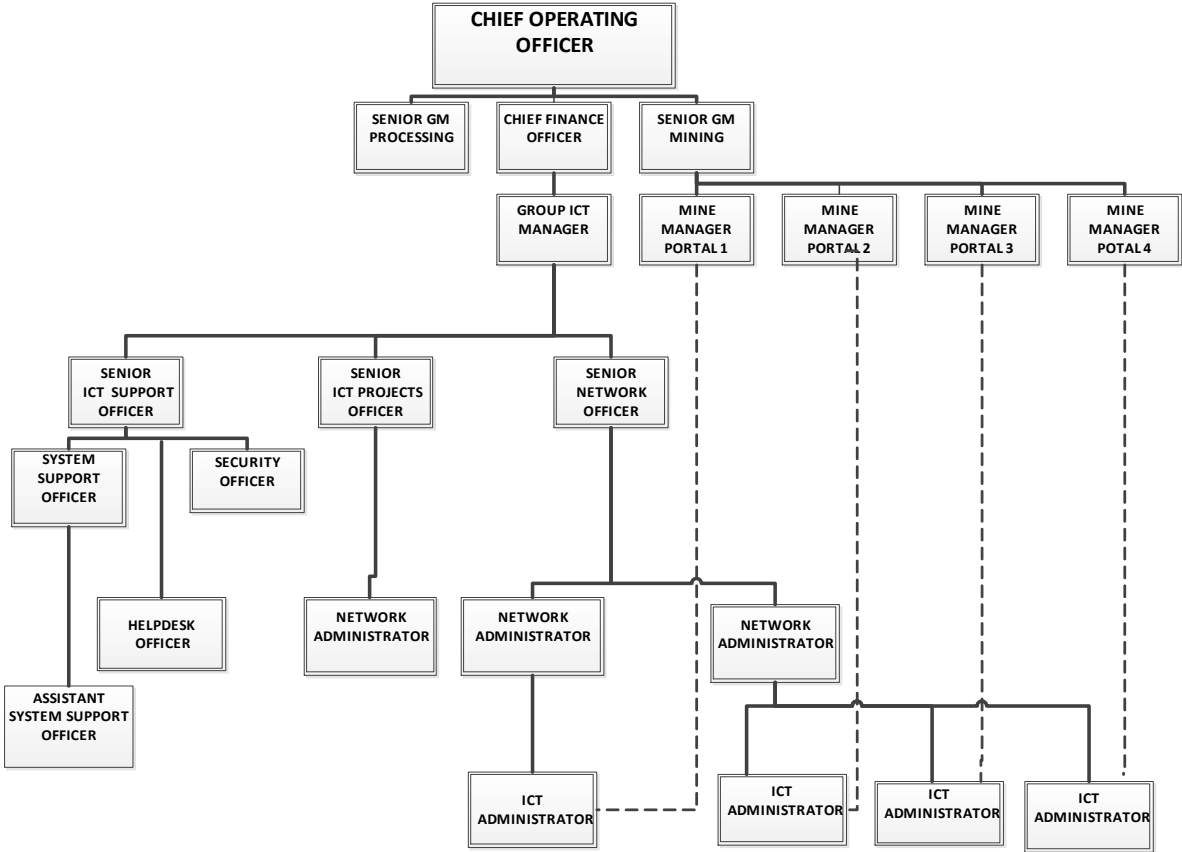 CHIEF OPERATING
OFFICER
SENIOR GM
PROCESSING
CHIEF FINANCE
OFFICER
SENIOR GM
MINING
GROUP ICT
MANAGER
MINE
MANAGER
PORTAL 1
MINE
MANAGER
PORTAL 2
MINE
MANAGER
PORTAL 3
MINE
MANAGER
POTAL 4
SENIOR
ICT SUPPORT
OFFICER
SENIOR
ICT PROJECTS
OFFICER
SENIOR
NETWORK
OFFICER
SYSTEM
SUPPORT
OFFICER
SECURITY
OFFICER
HELPDESK
OFFICER
NETWORK
ADMINISTRATOR
NETWORK
ADMINISTRATOR
NETWORK
ADMINISTRATOR
ASSISTANT
SYSTEM SUPPORT
OFFICER
ICT
ADMINISTRATOR
ICT
ADMINISTRATOR
ICT
ADMINISTRATOR
ICT
ADMINISTRATOR